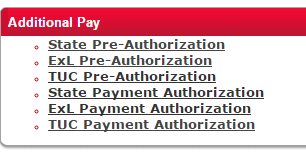 Additional Pay
State Pre-Authorization
ExL Pre-Authorization
TUC Pre-Authorization
State Payment Authorization
ExL Payment Authorization
TUC Payment Authorization